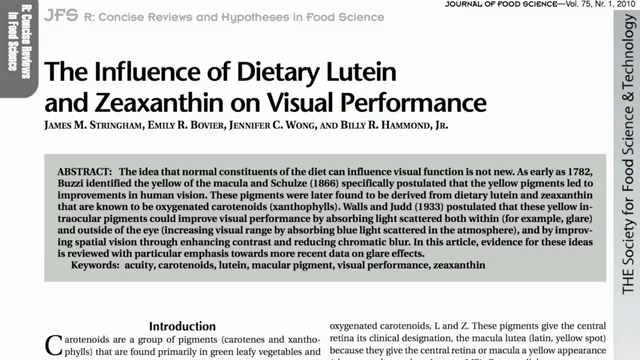 R: Concise Reviews
in Food Science
JFS R: Concise Reviews and Hypotheses in Food Science
JOURNAL OF FOOD SCIENCE—Vol. 75, Nr. 1, 2010
THE Society for Food Science & Technology
The Influence of Dietary Lutein
and Zeaxanthin on Visual Performance
JAMES M. STRINGHAM, EMILY R. BOVIER, JENNIFER C. WONG, AND BILLY R. HAMMOND, JR.
ABSTRACT: The idea that normal constituents of the diet can influence visual function is not new. As early as 1782,
Buzzi identified the yellow of the macula and Schulze (1866) specifically postulated that the yellow pigments led to
improvements in human vision. These pigments were later found to be derived from dietary lutein and zeaxanthin
that are known to be oxygenated carotenoids (xanthophylls). Walls and Judd (1933) postulated that these yellow in-
traocular pigments could improve visual performance by absorbing light scattered both within (for example, glare)
and outside of the eye (increasing visual range by absorbing blue light scattered in the atmosphere), and by improv-
ing spatial vision through enhancing contrast and reducing chromatic blur. In this article, evidence for these ideas
is reviewed with particular emphasis towards more recent data on glare effects.
Keywords: acuity, carotenoids, lutein, macular pigment, visual performance, zeaxanthin
Introduction
Carotenoids are a group of pigments (carotenes and xantho-
phylls) that are found primarily in green leafy vegetables and
oxygenated carotenoids, L and Z. These pigments give the central
retina its clinical designation, the macula lutea (latin, yellow spot)
because they give the central retina or macula a yellow appearance